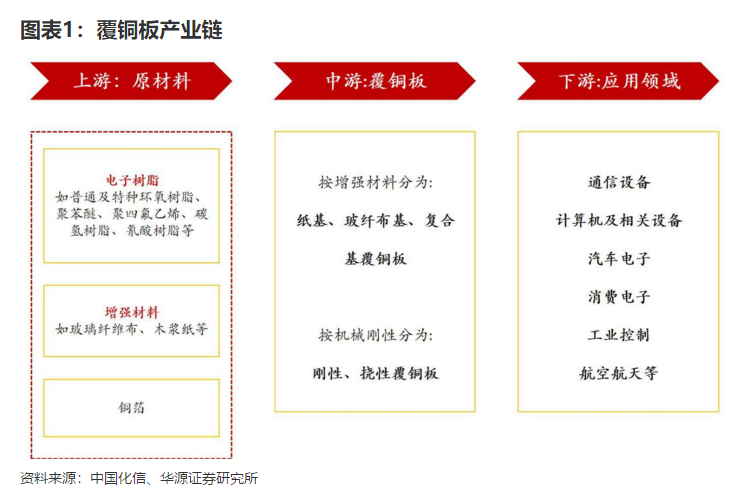 图表1：覆铜板产业链
上游：原材料
中游:覆铜板
下游:应用领域
电子树脂
如普通及特种环氧树脂、
聚苯醚、聚四氟乙烯、碳
氢树脂、氰酸树脂等
增强材料
如玻璃纤维布、木浆纸等
铜箔
按增强材料分为:
纸基、玻纤布基、复合
基覆铜板
按机械刚性分为:
刚性、挠性覆铜板
通信设备
计算机及相关设备
汽车电子
消费电子
工业控制
航空航天等
资料来源：中国化信、华源证券研究所